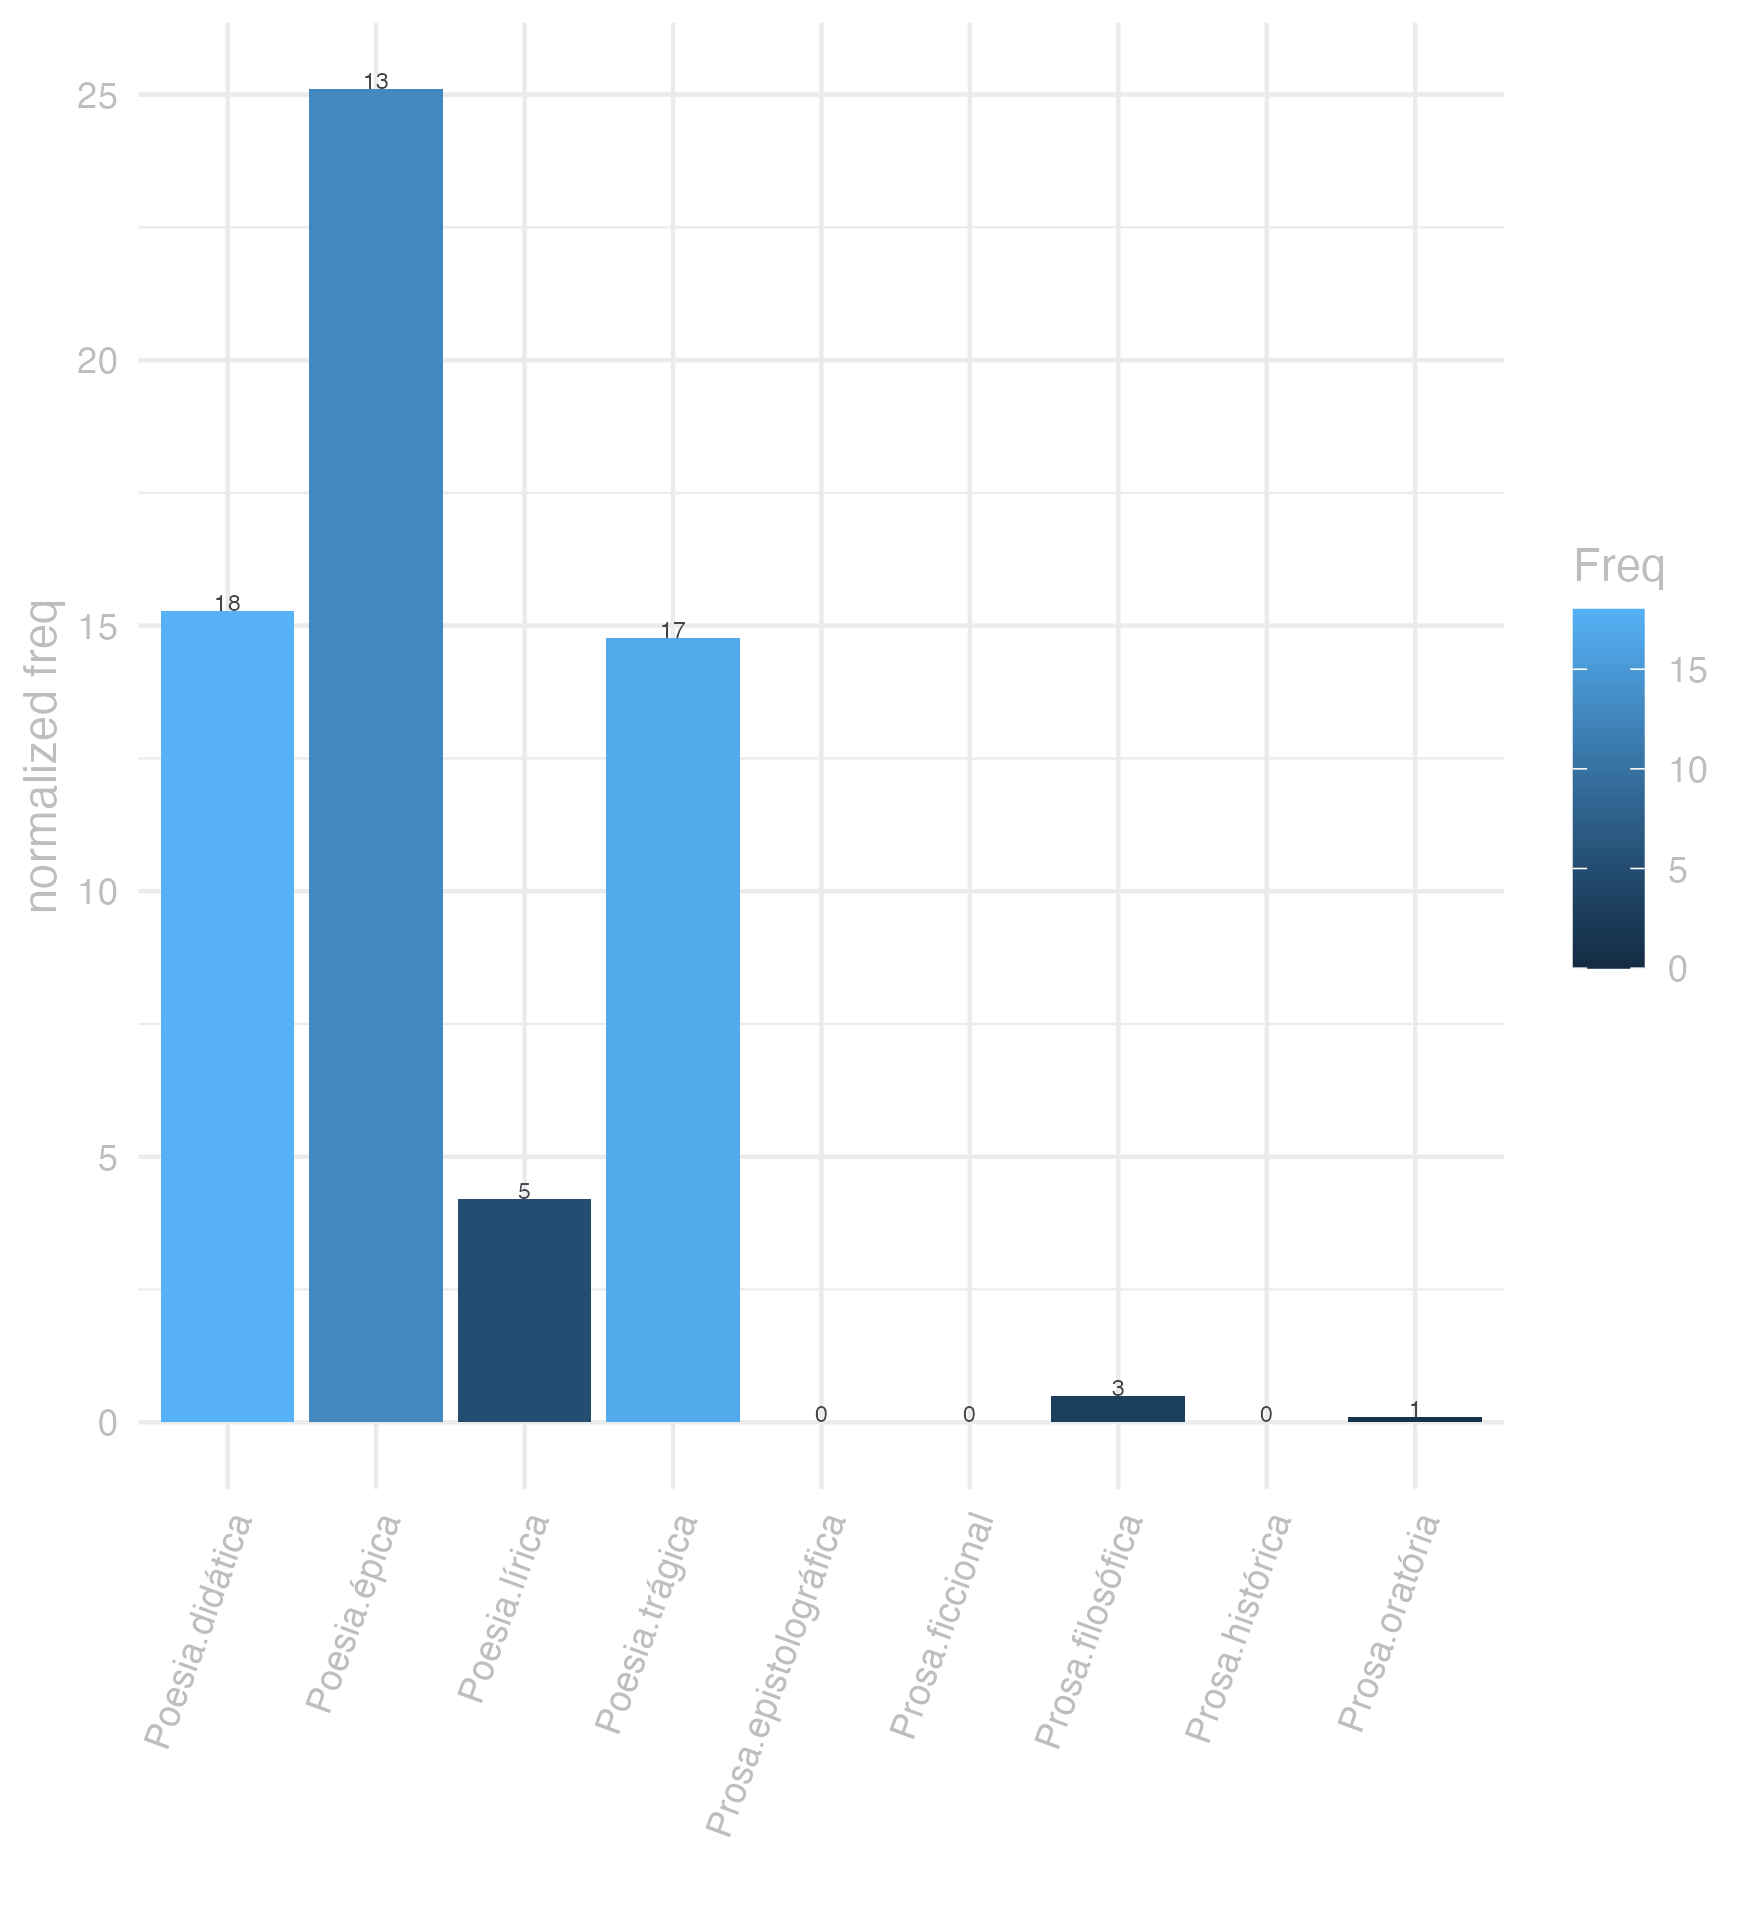 normalized freq
25
20
15
10
5
0
18
13
5
17
0
0
3
0
1
Poesia.didática
Poesia.épica
Poesia.lírica
Poesia.trágica
Prosa.epistolográfica
Prosa.ficcional
Prosa.filosófica
Prosa.histórica
Prosa.oratória
Freq
15
10
5
0